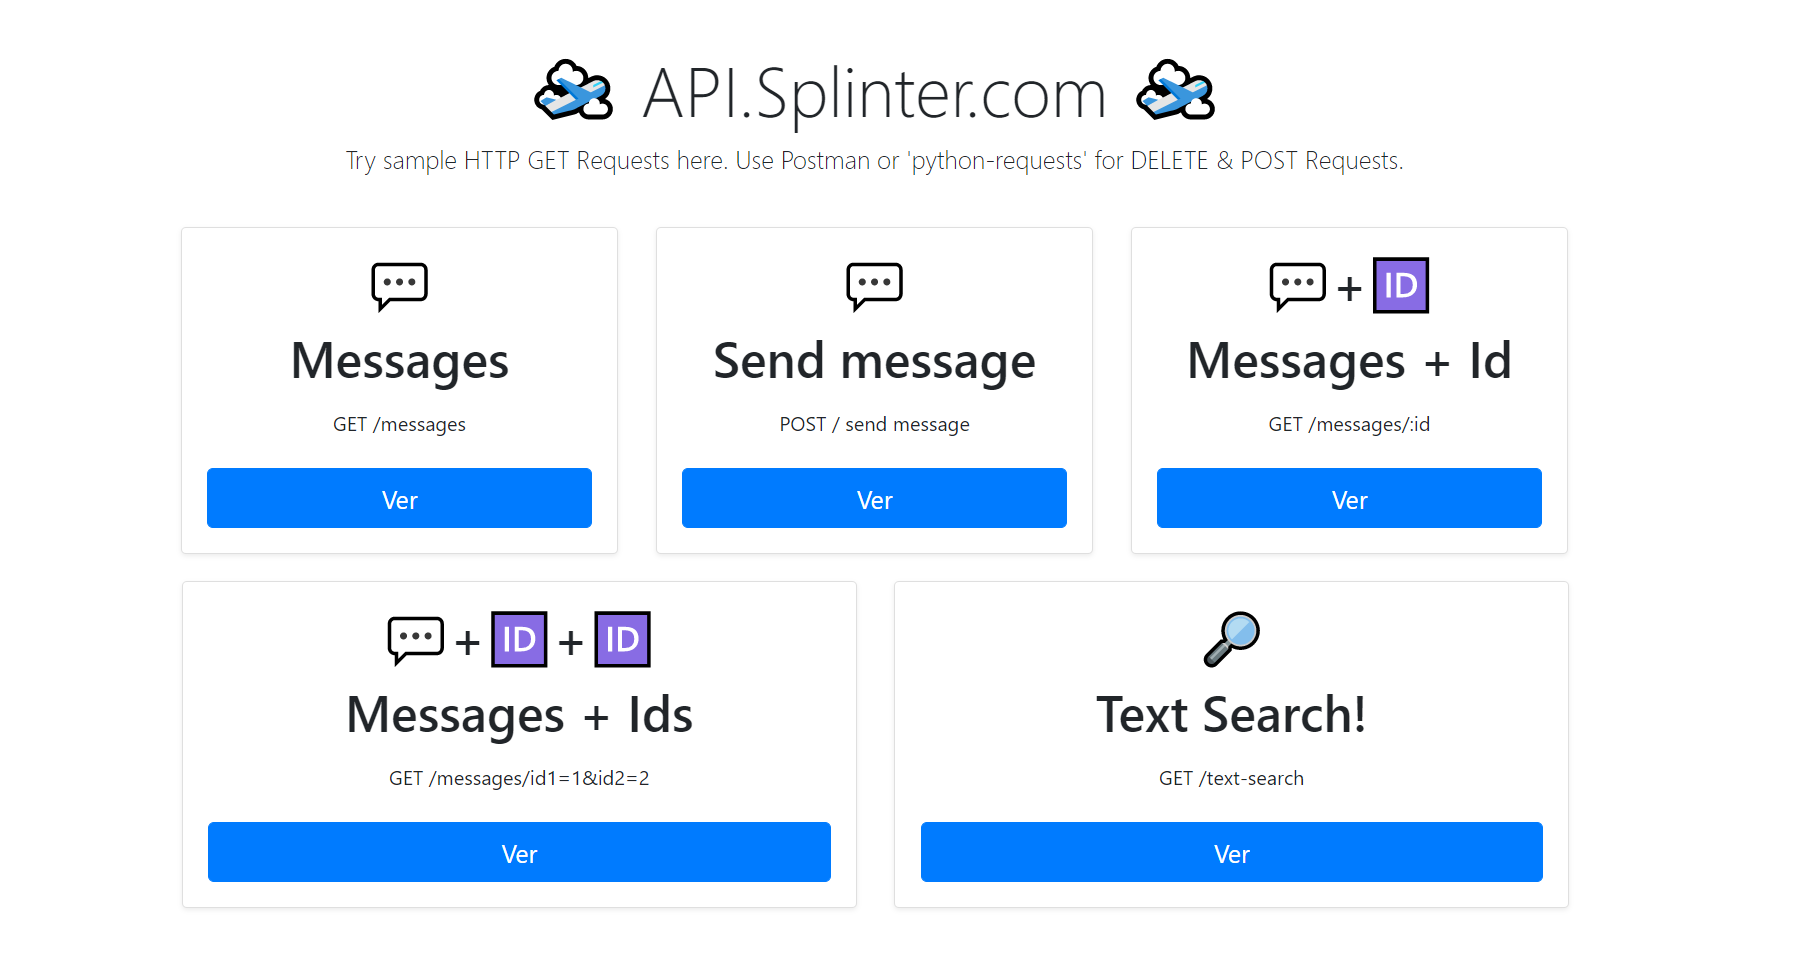 API.Splinter.com
Try sample HTTP GET Requests here. Use Postman or 'python-requests' for DELETE & POST Requests.
Messages
GET /messages
Ver
Send message
POST / send message
Ver
+ ID
Messages + Id
GET /messages/:id
Ver
+ ID + ID
Messages + Ids
GET /messages/id1=1&id2=2
Ver
Text Search!
GET /text-search
Ver